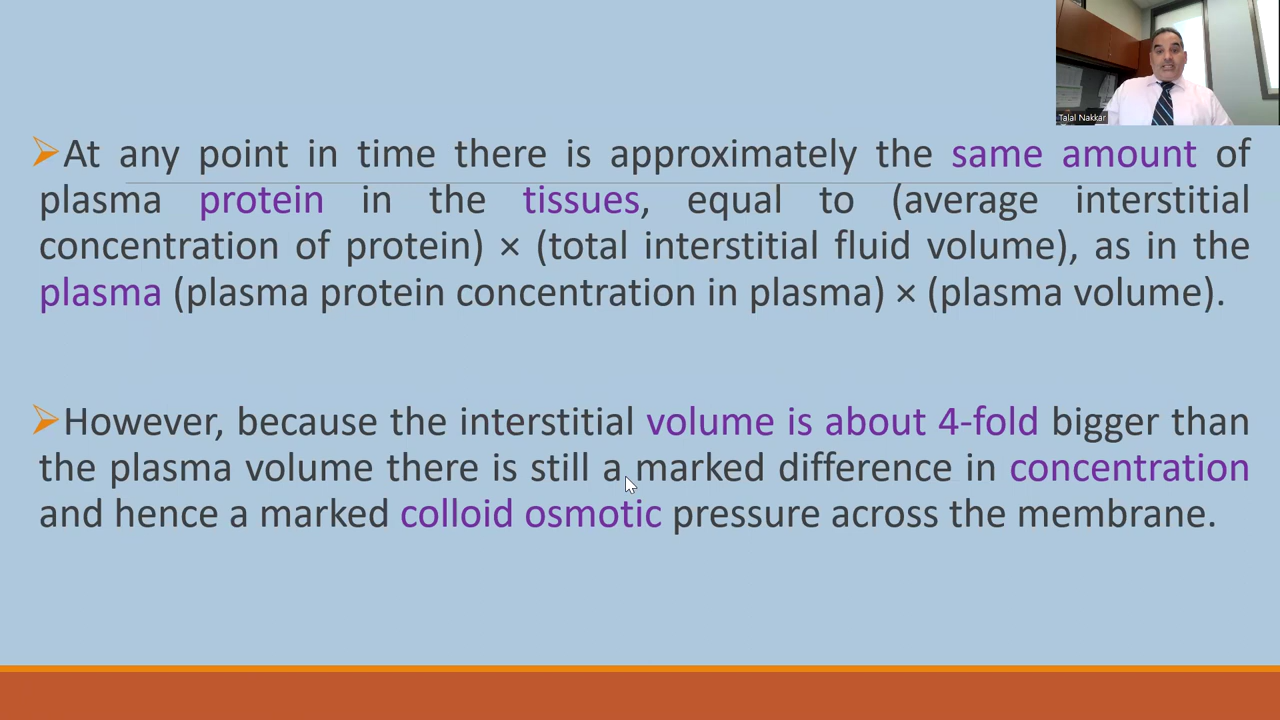 Talal Nakkar
At any point in time there is approximately the same amount of
plasma protein in the tissues, equal to (average interstitial
concentration of protein) × (total interstitial fluid volume), as in the
plasma (plasma protein concentration in plasma) × (plasma volume).
However, because the interstitial volume is about 4-fold bigger than
the plasma volume there is still a marked difference in concentration
and hence a marked colloid osmotic pressure across the membrane.